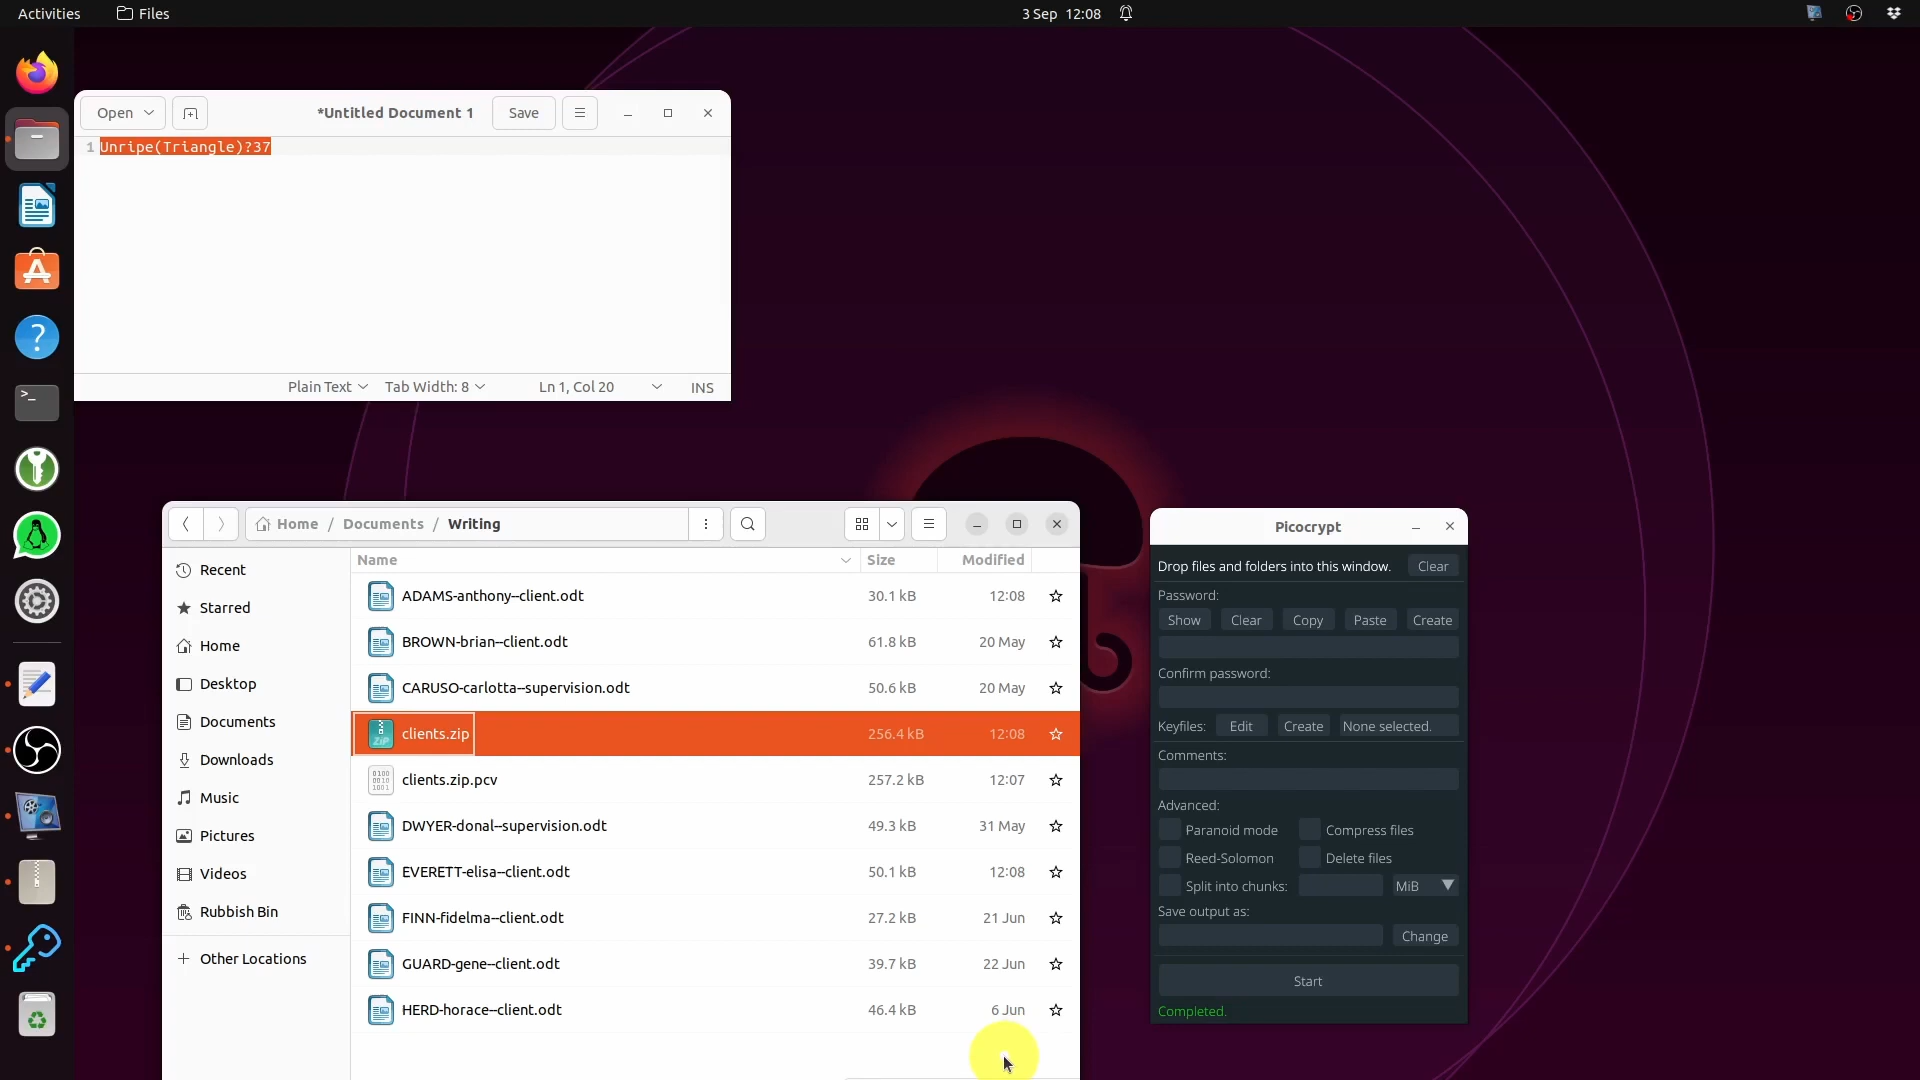 Activities Files 3 Sep 12:08
Open *Untitled Document 1 Save
1 Unripe(Triangle)?37
Plain Text Tab Width: 8 Ln 1, Col 20 INS
Home / Documents / Writing
Recent
Starred
Home
Desktop
Documents
Downloads
Music
Pictures
Videos
Rubbish Bin
+ Other Locations
Name Size Modified
ADAMS-anthony--client.odt 30.1 kB 12:08
BROWN-brian--client.odt 61.8 kB 20 May
CARUSO-carlotta--supervision.odt 50.6 kB 20 May
ZIP clients.zip 256.4 kB 12:08
clients.zip.pcv 257.2 kB 12:07
DWYER-donal--supervision.odt 49.3 kB 31 May
EVERETT-elisa--client.odt 50.1 kB 12:08
FINN-fidelma--client.odt 27.2 kB 21 Jun
GUARD-gene--client.odt 39.7 kB 22 Jun
HERD-horace--client.odt 46.4 kB 6 Jun
Picocrypt
Drop files and folders into this window. Clear
Password:
Show Clear Copy Paste Create
Confirm password:
Keyfiles: Edit Create None selected.
Comments:
Advanced:
Paranoid mode Compress files
Reed-Solomon Delete files
Split into chunks: MiB
Save output as:
Change
Start
Completed.